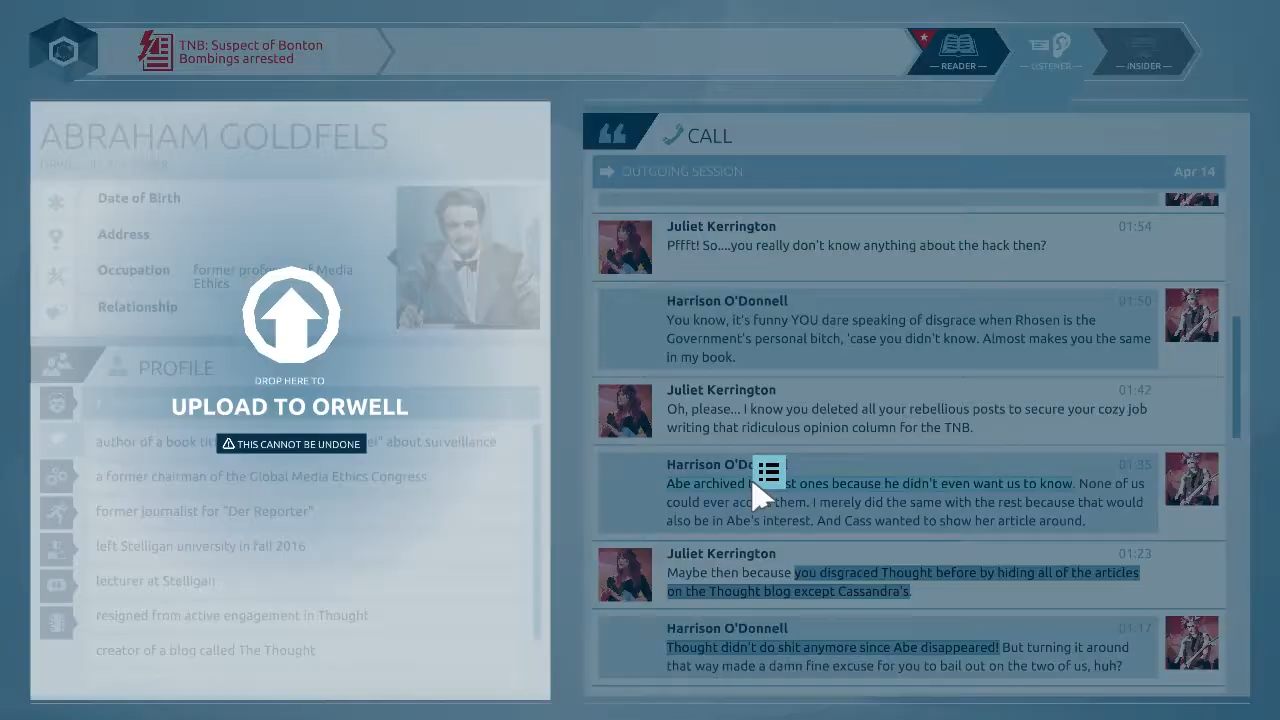 TNB: Suspect of Bonton
Bombings arrested
— READER —
— LISTENER —
— INSIDER —
ABRAHAM GOLDFELS
Date of Birth
Address
Occupation former professor of Media
Ethics
Relationship
PROFILE
DROP HERE TO
UPLOAD TO ORWELL
THIS CANNOT BE UNDONE
author of a book about surveillance
a former chairman of the Global Media Ethics Congress
former journalist for "Der Reporter"
left Stelligan university in fall 2016
lecturer at Stelligan
resigned from active engagement in Thought
creator of a blog called The Thought
CALL
OUTGOING SESSION Apr 14
Juliet Kerrington 01:54
Pffft! So....you really don't know anything about the hack then?
Harrison O'Donnell 01:50
You know, it's funny YOU dare speaking of disgrace when Rhosen is the
Government's personal bitch, 'case you didn't know. Almost makes you the same
in my book.
Juliet Kerrington 01:42
Oh, please... I know you deleted all your rebellious posts to secure your cozy job
writing that ridiculous opinion column for the TNB.
Harrison O'Do 01:35
Abe archived ones because he didn't even want us to know. None of us
could ever them. I merely did the same with the rest because that would
also be in Abe's interest. And Cass wanted to show her article around.
Juliet Kerrington 01:23
Maybe then because you disgraced Thought before by hiding all of the articles
on the Thought blog except Cassandra's.
Harrison O'Donnell 01:17
Thought didn't do shit anymore since Abe disappeared! But turning it around
that way made a damn fine excuse for you to bail out on the two of us, huh?